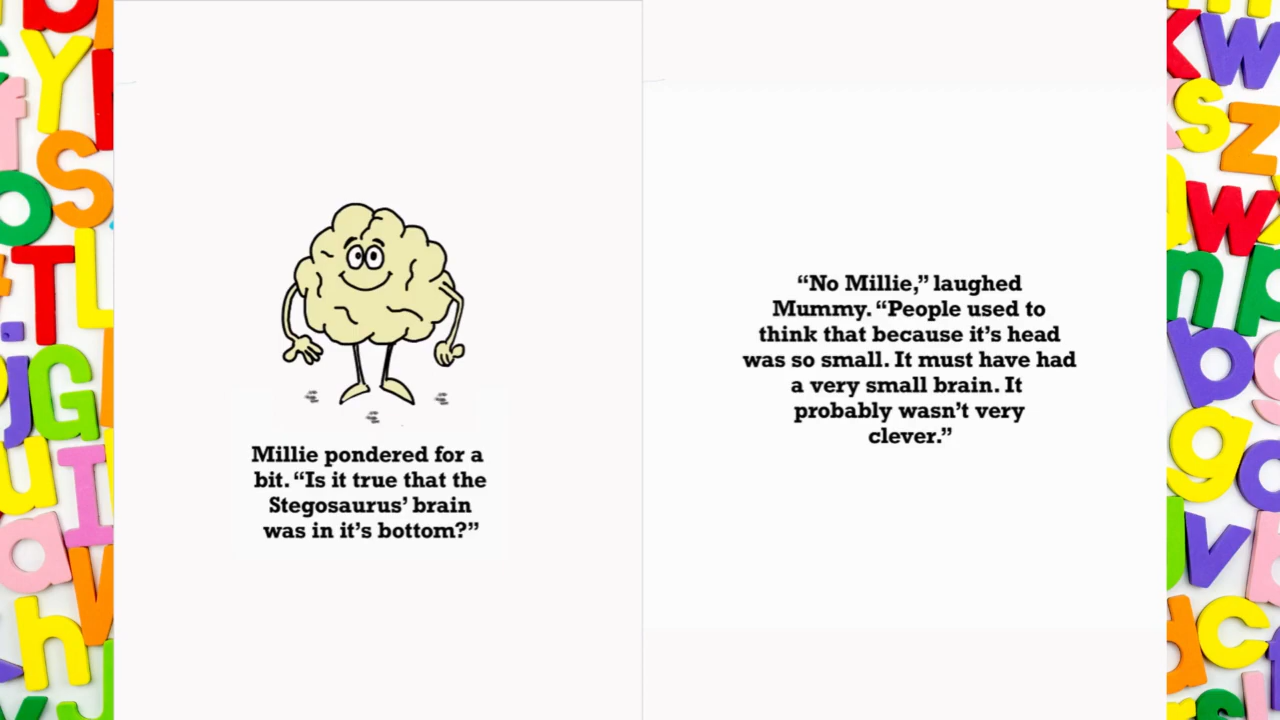 Millie pondered for a
bit. “Is it true that the
Stegosaurus’ brain
was in it’s bottom?”
“No Millie,” laughed
Mummy. “People used to
think that because it’s head
was so small. It must have had
a very small brain. It
probably wasn’t very
clever.”